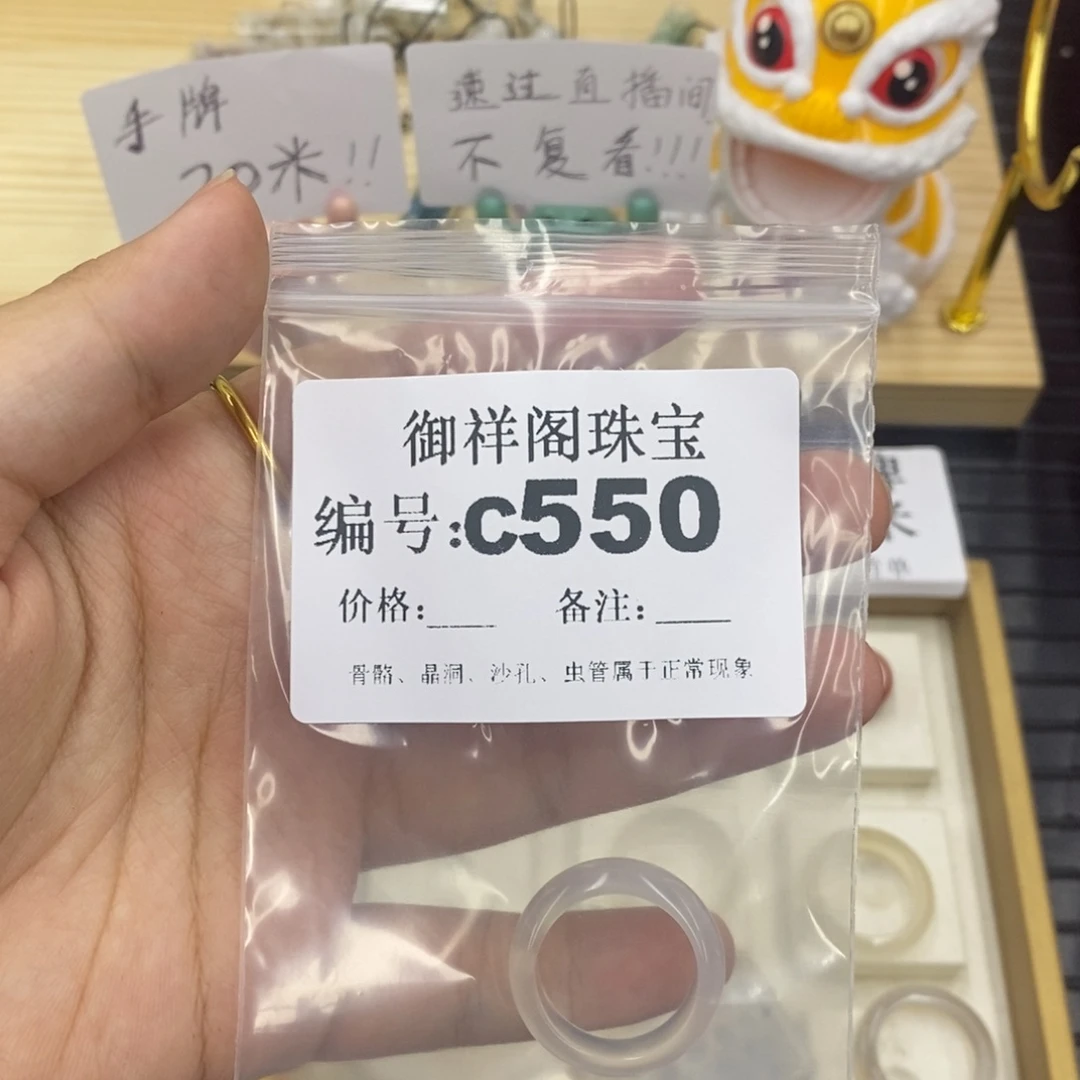 手牌
20米!!
速过直播间
不复看!!!
御祥阁珠宝
编号:c550
价格:___ 备注:___
骨骼、晶洞、沙孔、虫管属于正常现象